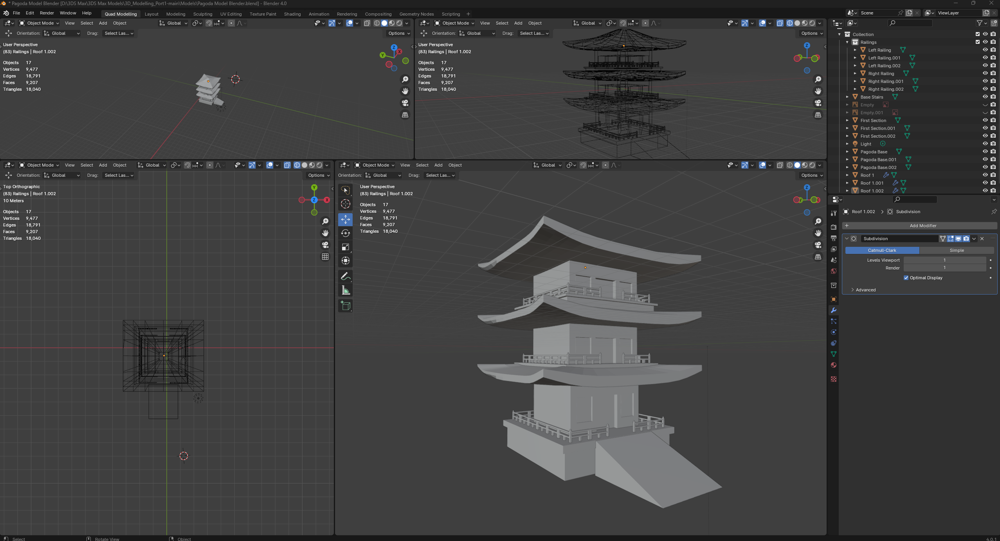 * Pagoda Model Blender [D:\3DS Max\3DS Max Models\3D_Modelling_Port1-main\Models\Pagoda Model Blender.blend] - Blender 4.0
File Edit Render Window Help Quad Modelling Layout Modeling Sculpting UV Editing Texture Paint Shading Animation Rendering Compositing Geometry Nodes Scripting + Scene ViewLayer
Object Mode View Select Add Object Global
Orientation: Global Drag: Select Las... Options
User Perspective
(83) Railings | Roof 1.002
Objects 17
Vertices 9,477
Edges 18,791
Faces 9,207
Triangles 18,040
Z
X
Y
Object Mode View Select Add Object Global
Orientation: Global Drag: Select Las... Options
User Perspective
(83) Railings | Roof 1.002
Objects 17
Vertices 9,477
Edges 18,791
Faces 9,207
Triangles 18,040
Z
Object Mode View Select Add Object Global
Orientation: Global Drag: Select Las... Options
Top Orthographic
(83) Railings | Roof 1.002
10 Meters
Objects 17
Vertices 9,477
Edges 18,791
Faces 9,207
Triangles 18,040
Y
Z X
Object Mode View Select Add Object Global
Orientation: Global Drag: Select Las... Options
User Perspective
(83) Railings | Roof 1.002
Objects 17
Vertices 9,477
Edges 18,791
Faces 9,207
Triangles 18,040
Z
Collection
Railings
Left Railing
Left Railing.001
Left Railing.002
Right Railing
Right Railing.001
Right Railing.002
Base Stairs
Empty
Empty.001
First Section
First Section.001
First Section.002
Light
Pagoda Base
Pagoda Base.001
Pagoda Base.002
Roof 1
Roof 1.001
Roof 1.002
Roof 1.002 > Subdivision
+ Add Modifier
Subdivision
Catmull-Clark Simple
Levels Viewport 1
Render 1
Optimal Display
Advanced
Select Rotate View Object 4.0.1